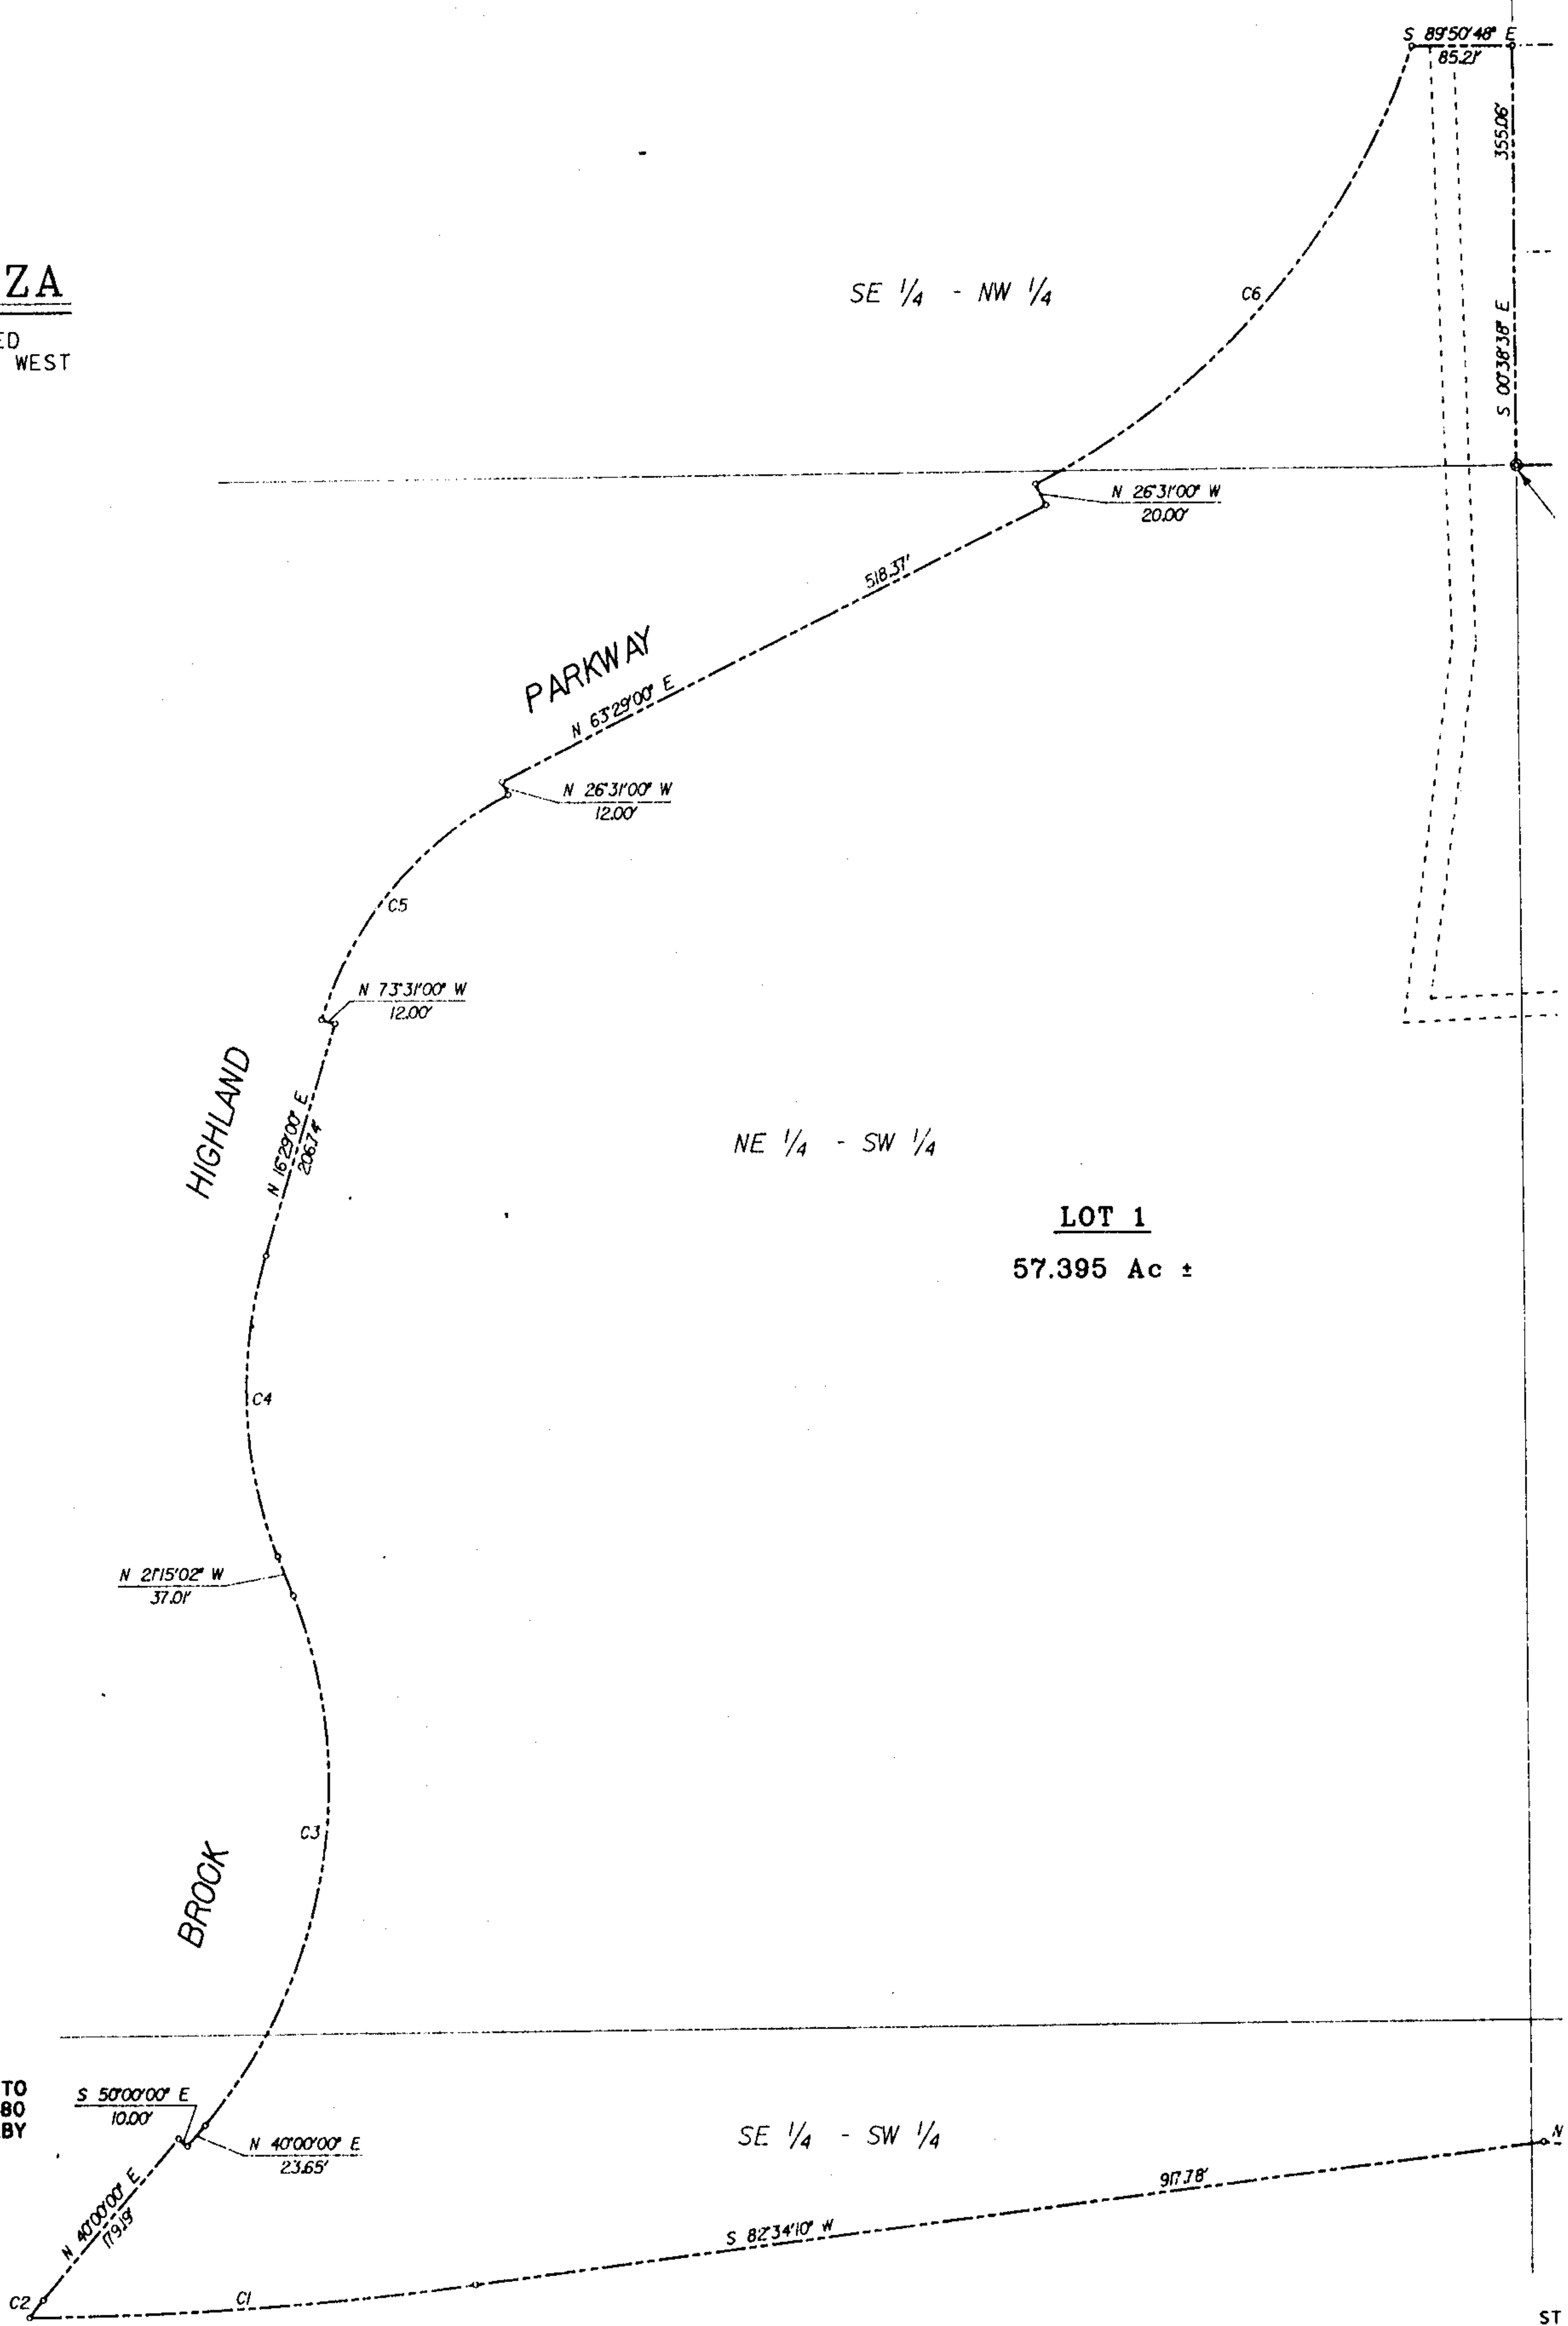 S 89°50'48" E
85.21'
355.06'
S 00°38'38" E
ZA
ED
WEST
SE 1/4 - NW 1/4
C6
N 26°31'00" W
20.00'
518.37'
PARKWAY
N 63°29'00" E
N 26°31'00" W
12.00'
C5
N 73°31'00" W
12.00'
HIGHLAND
N 16°29'00" E
206.74'
NE 1/4 - SW 1/4
LOT 1
57.395 Ac ±
C4
N 21°15'02" W
37.01'
C3
BROCK
TO
80
BY
S 50°00'00" E
10.00'
N 40°00'00" E
23.65'
SE 1/4 - SW 1/4
N
917.78'
N 40°00'00" E
179.19'
S 82°34'10" W
C2
C1
ST